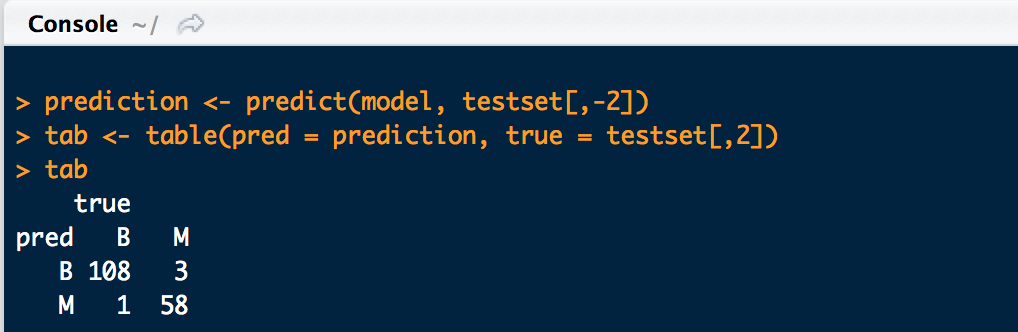 Console ~/
> prediction <- predict(model, testset[,-2])
> tab <- table(pred = prediction, true = testset[,2])
> tab
    true
pred   B   M
   B 108   3
   M   1  58